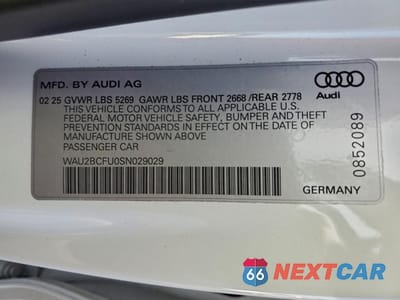 MFD. BY AUDI AG
Audi
02 25 GVWR LBS 5269 GAWR LBS FRONT 2668 /REAR 2778
THIS VEHICLE CONFORMS TO ALL APPLICABLE U.S.
FEDERAL MOTOR VEHICLE SAFETY, BUMPER AND THEFT
PREVENTION STANDARDS IN EFFECT ON THE DATE OF
MANUFACTURE SHOWN ABOVE
PASSENGER CAR
WAU2BCFU0SN029029
0852089
GERMANY
66 NEXTCAR